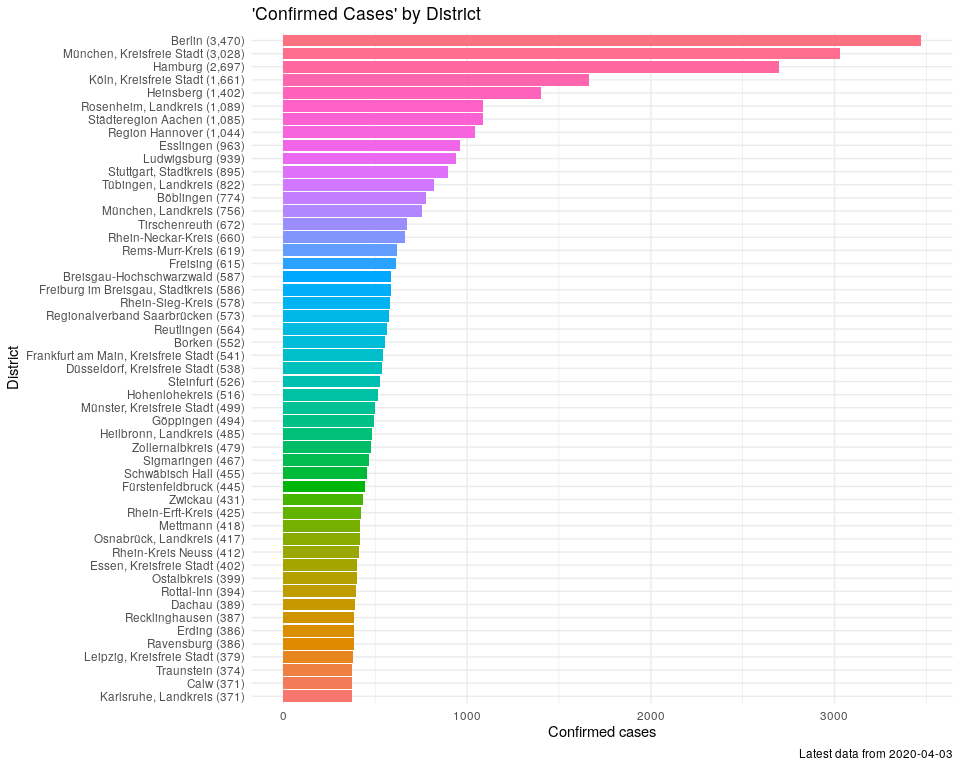 'Confirmed Cases' by District
Berlin (3,470)
München, Kreisfreie Stadt (3,028)
Hamburg (2,697)
Köln, Kreisfreie Stadt (1,661)
Heinsberg (1,402)
Rosenheim, Landkreis (1,089)
Städteregion Aachen (1,085)
Region Hannover (1,044)
Esslingen (963)
Ludwigsburg (939)
Stuttgart, Stadtkreis (895)
Tübingen, Landkreis (822)
Böblingen (774)
München, Landkreis (756)
Tirschenreuth (672)
Rhein-Neckar-Kreis (660)
Rems-Murr-Kreis (619)
Freising (615)
Breisgau-Hochschwarzwald (587)
Freiburg im Breisgau, Stadtkreis (586)
Rhein-Sieg-Kreis (578)
Regionalverband Saarbrücken (573)
Reutlingen (564)
Borken (552)
Frankfurt am Main, Kreisfreie Stadt (541)
Düsseldorf, Kreisfreie Stadt (538)
Steinfurt (526)
Hohenlohekreis (516)
Münster, Kreisfreie Stadt (499)
Göppingen (494)
Heilbronn, Landkreis (485)
Zollernalbkreis (479)
Sigmaringen (467)
Schwäbisch Hall (455)
Fürstenfeldbruck (445)
Zwickau (431)
Rhein-Erft-Kreis (425)
Mettmann (418)
Osnabrück, Landkreis (417)
Rhein-Kreis Neuss (412)
Essen, Kreisfreie Stadt (402)
Ostalbkreis (399)
Rottal-Inn (394)
Dachau (389)
Recklinghausen (387)
Erding (386)
Ravensburg (386)
Leipzig, Kreisfreie Stadt (379)
Traunstein (374)
Calw (371)
Karlsruhe, Landkreis (371)
District
0 1000 2000 3000
Confirmed cases
Latest data from 2020-04-03